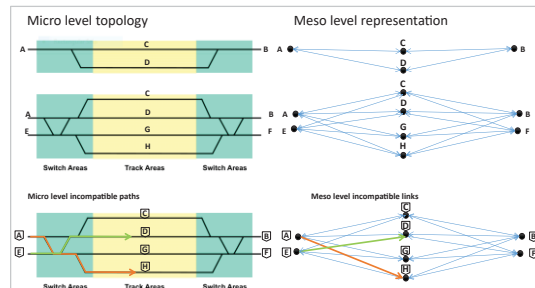 Micro level topology
Meso level representation
C
A B
D
C
A B
D
E F
G
H
Switch Areas Track Areas Switch Areas
C
A B
D
C
A B
D
E F
G
H
Micro level incompatible paths
Meso level incompatible links
C
A B
D
E F
G
H
Switch Areas Track Areas Switch Areas
C
D
A B
E F
G
H